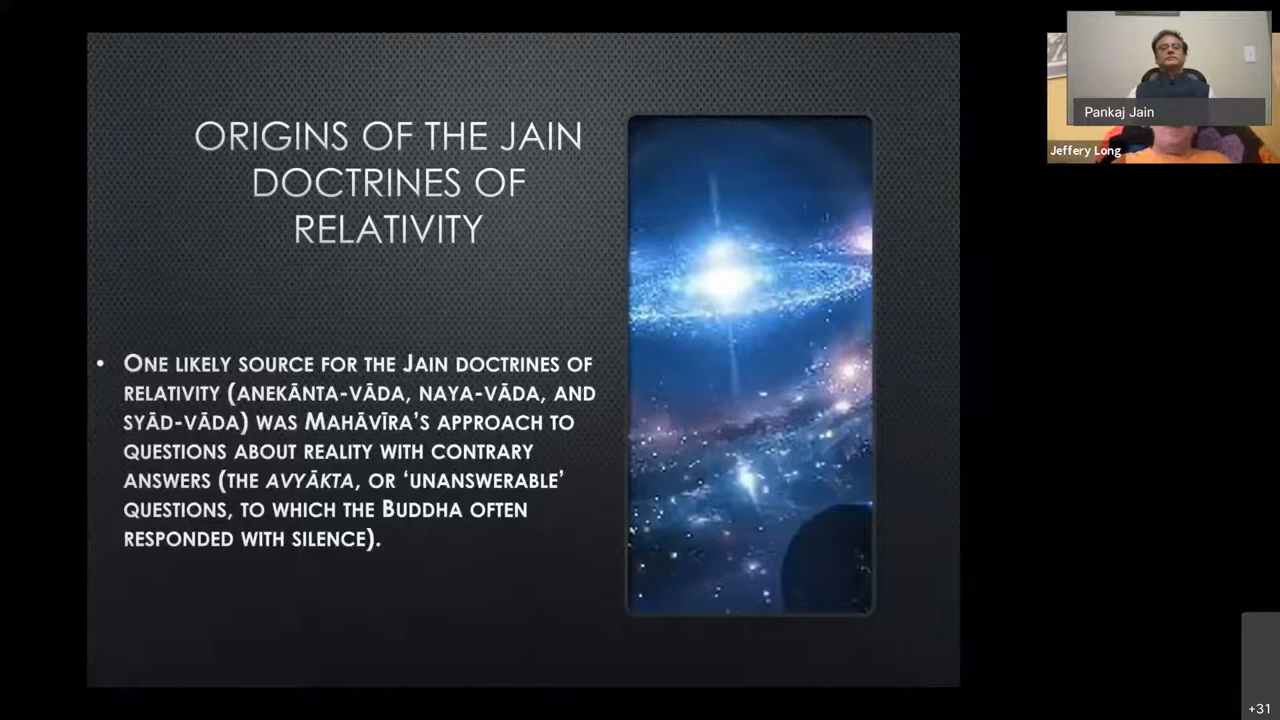 ORIGINS OF THE JAIN
DOCTRINES OF
RELATIVITY
• ONE LIKELY SOURCE FOR THE JAIN DOCTRINES OF
RELATIVITY (ANEKĀNTA-VĀDA, NAYA-VĀDA, AND
SYĀD-VĀDA) WAS MAHĀVĪRA'S APPROACH TO
QUESTIONS ABOUT REALITY WITH CONTRARY
ANSWERS (THE AVYĀKTA, OR ‘UNANSWERABLE’
QUESTIONS, TO WHICH THE BUDDHA OFTEN
RESPONDED WITH SILENCE).
Pankaj Jain
Jeffery Long
+31